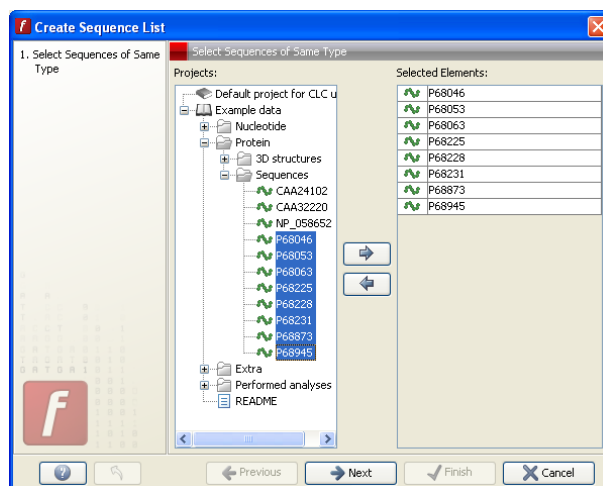 Create Sequence List
1. Select Sequences of Same
Type
Select Sequences of Same Type
Projects:
Default project for CLC u
Example data
Nucleotide
Protein
3D structures
Sequences
CAA24102
CAA32220
NP_058652
P68046
P68053
P68063
P68225
P68228
P68231
P68873
P68945
Extra
Performed analyses
README
Selected Elements:
P68046
P68053
P68063
P68225
P68228
P68231
P68873
P68945
Previous
Next
Finish
Cancel